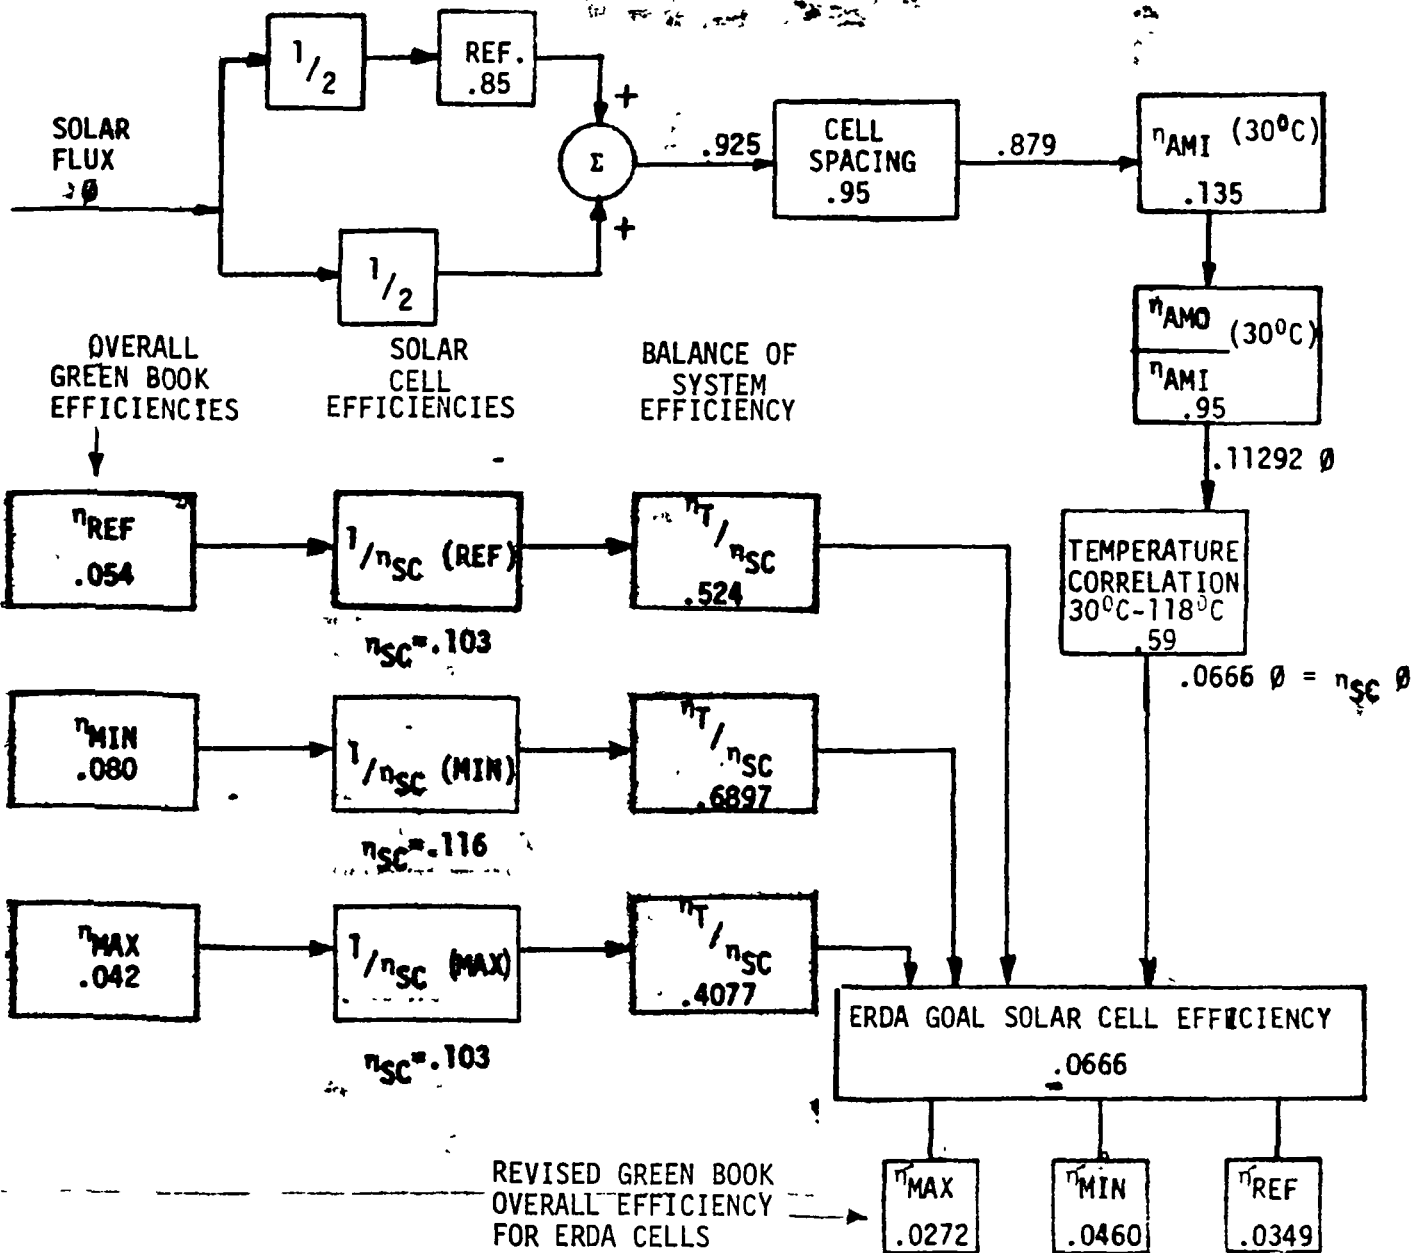 1/2
REF.
.85
+
SOLAR
FLUX
Ø
Σ
.925
CELL
SPACING
.95
.879
ηAMI (30⁰C)
.135
+
1/2
ηAMO (30⁰C)
ηAMI
.95
.11292 Ø
TEMPERATURE
CORRELATION
30⁰C-118⁰C
.59
.0666 Ø = ηSC Ø
OVERALL
GREEN BOOK
EFFICIENCIES
SOLAR
CELL
EFFICIENCIES
BALANCE OF
SYSTEM
EFFICIENCY
ηREF
.054
1/ηSC (REF)
ηSC=.103
ηT/ηSC
.524
ηMIN
.080
1/ηSC (MIN)
ηSC=.116
ηT/ηSC
.6897
ηMAX
.042
1/ηSC (MAX)
ηSC=.103
ηT/ηSC
.4077
ERDA GOAL SOLAR CELL EFFICIENCY
.0666
REVISED GREEN BOOK
OVERALL EFFICIENCY
FOR ERDA CELLS
ηMAX
.0272
ηMIN
.0460
ηREF
.0349